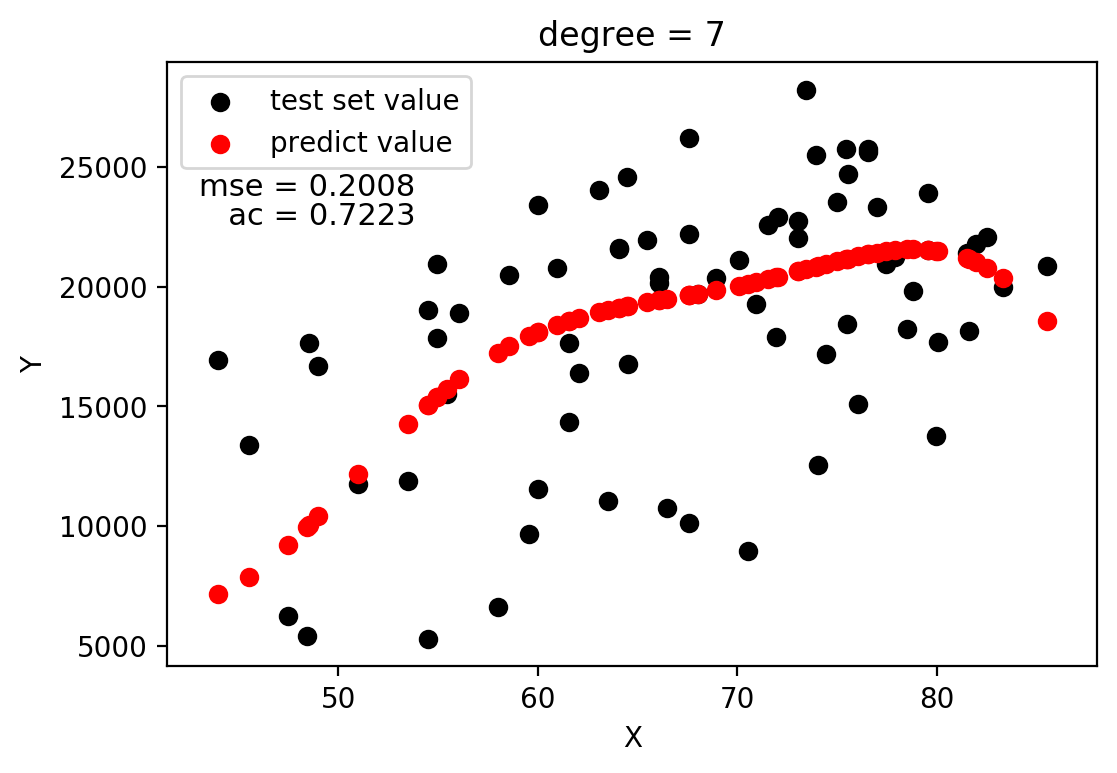 degree = 7
test set value
predict value
mse = 0.2008
ac = 0.7223
25000
20000
15000
10000
5000
Y
50 60 70 80
X